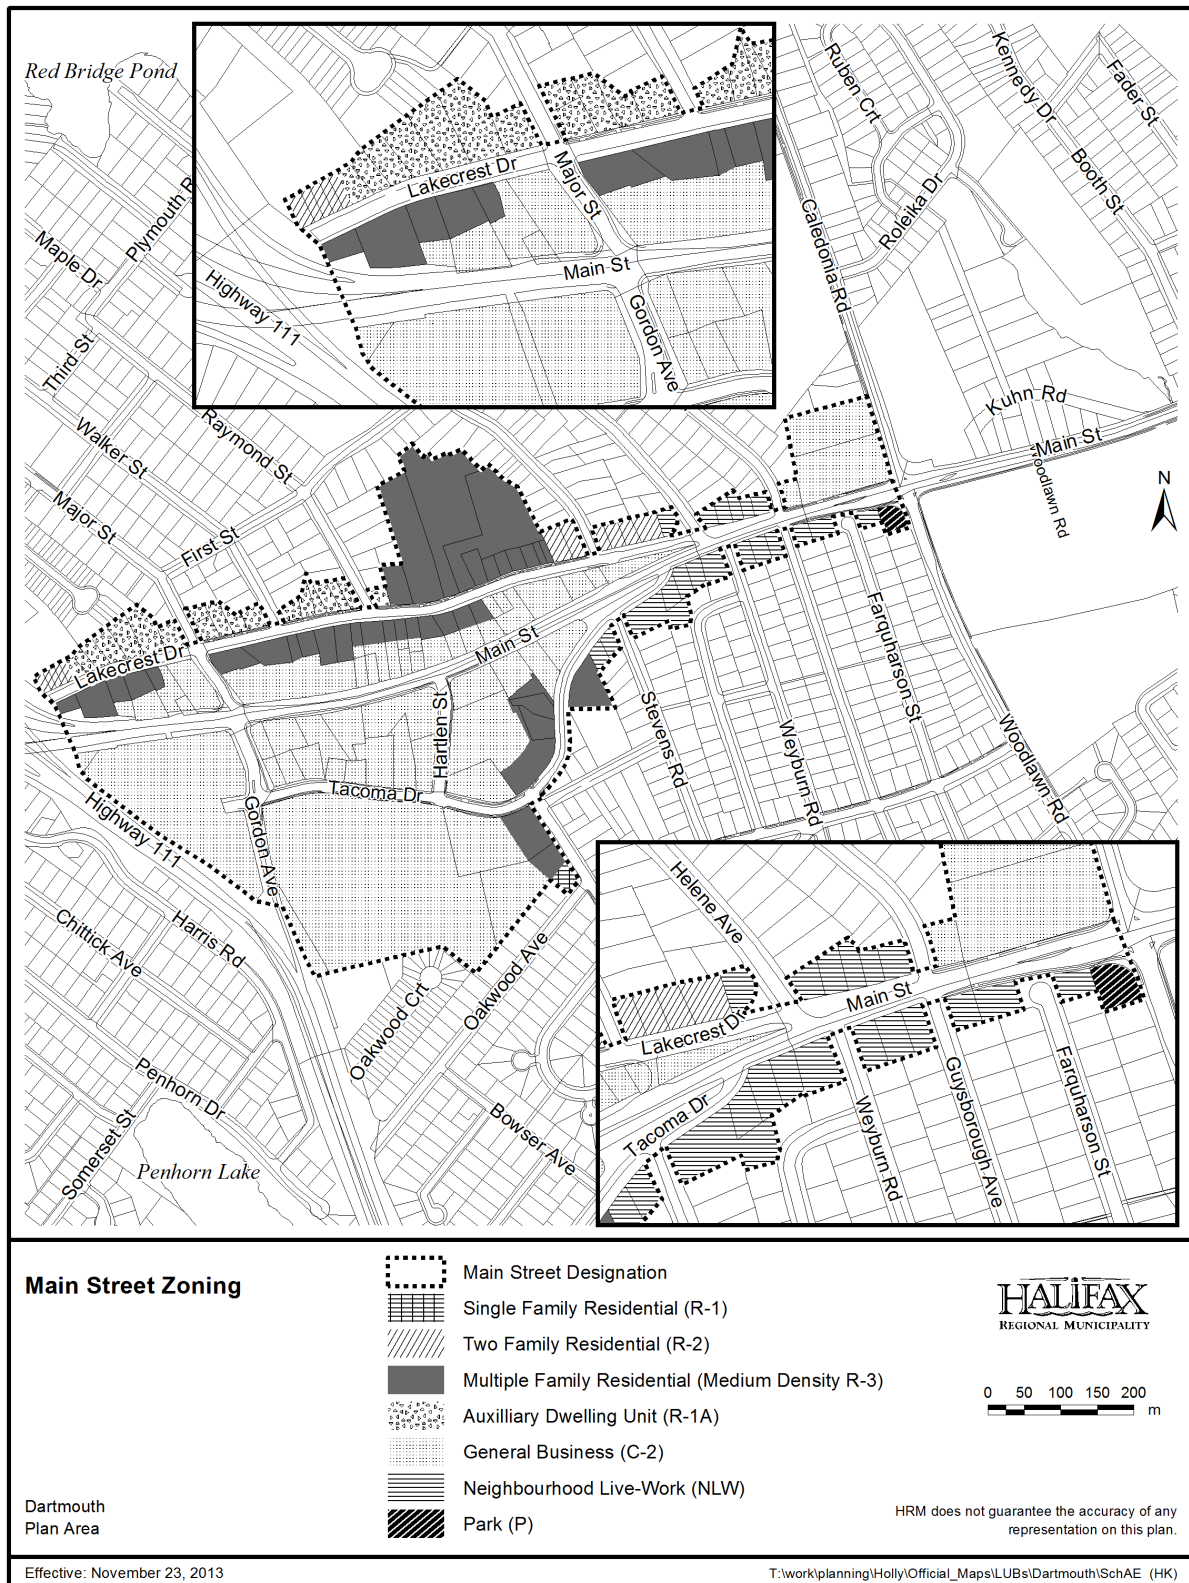 Red Bridge Pond
Plymouth R
Maple Dr
Third St
Walker St
Raymond St
Major St
First St
Highway 111
Lakecrest Dr
Major St
Main St
Gordon Ave
Ruben Crt
Kennedy Dr
Fader St
Booth St
Roleika Dr
Caledonia Rd
Kuhn Rd
Main St
oodlawn Rd
N
Lakecrest Dr
Main St
Hartlen St
Tacoma Dr
Gordon Ave
Highway 111
Stevens Rd
Weyburn Rd
Farquharson St
Woodlawn Rd
Harris Rd
Chittick Ave
Oakwood Crt
Oakwood Ave
Penhorn Dr
Somerset St
Penhorn Lake
Bowser Ave
Helene Ave
Main St
Lakecrest Dr
Tacoma Dr
Weyburn Rd
Guysborough Ave
Farquharson St
Main Street Zoning
Main Street Designation
Single Family Residential (R-1)
Two Family Residential (R-2)
Multiple Family Residential (Medium Density R-3)
Auxilliary Dwelling Unit (R-1A)
General Business (C-2)
Neighbourhood Live-Work (NLW)
Park (P)
HALIFAX
REGIONAL MUNICIPALITY
0 50 100 150 200
m
Dartmouth
Plan Area
HRM does not guarantee the accuracy of any
representation on this plan.
Effective: November 23, 2013
T:\work\planning\Holly\Official_Maps\LUBs\Dartmouth\SchAE (HK)